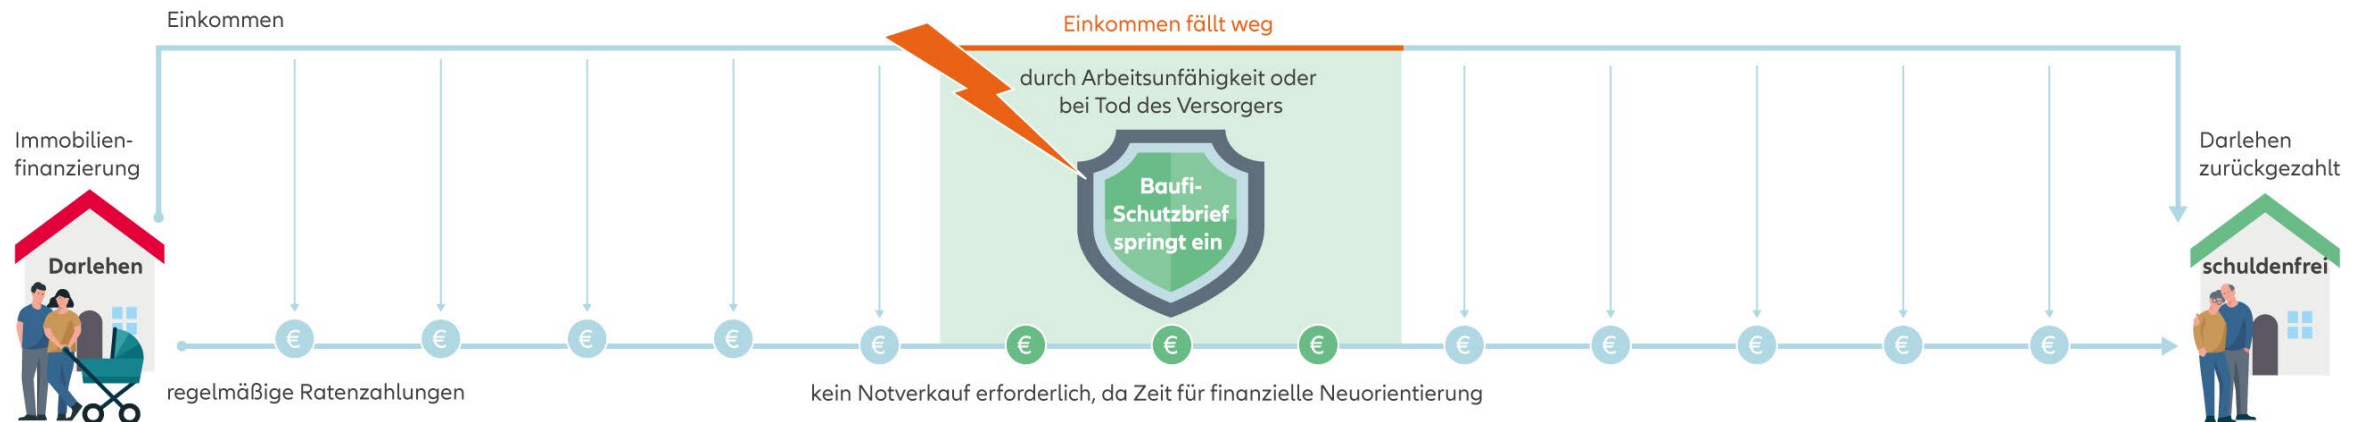 Einkommen
Einkommen fällt weg
durch Arbeitsunfähigkeit oder
bei Tod des Versorgers
Immobilien-
finanzierung
Darlehen
zurückgezahlt
Baufi-
Schutzbrief
springt ein
Darlehen
schuldenfrei
€ € € € € € € € € € € € €
regelmäßige Ratenzahlungen
kein Notverkauf erforderlich, da Zeit für finanzielle Neuorientierung